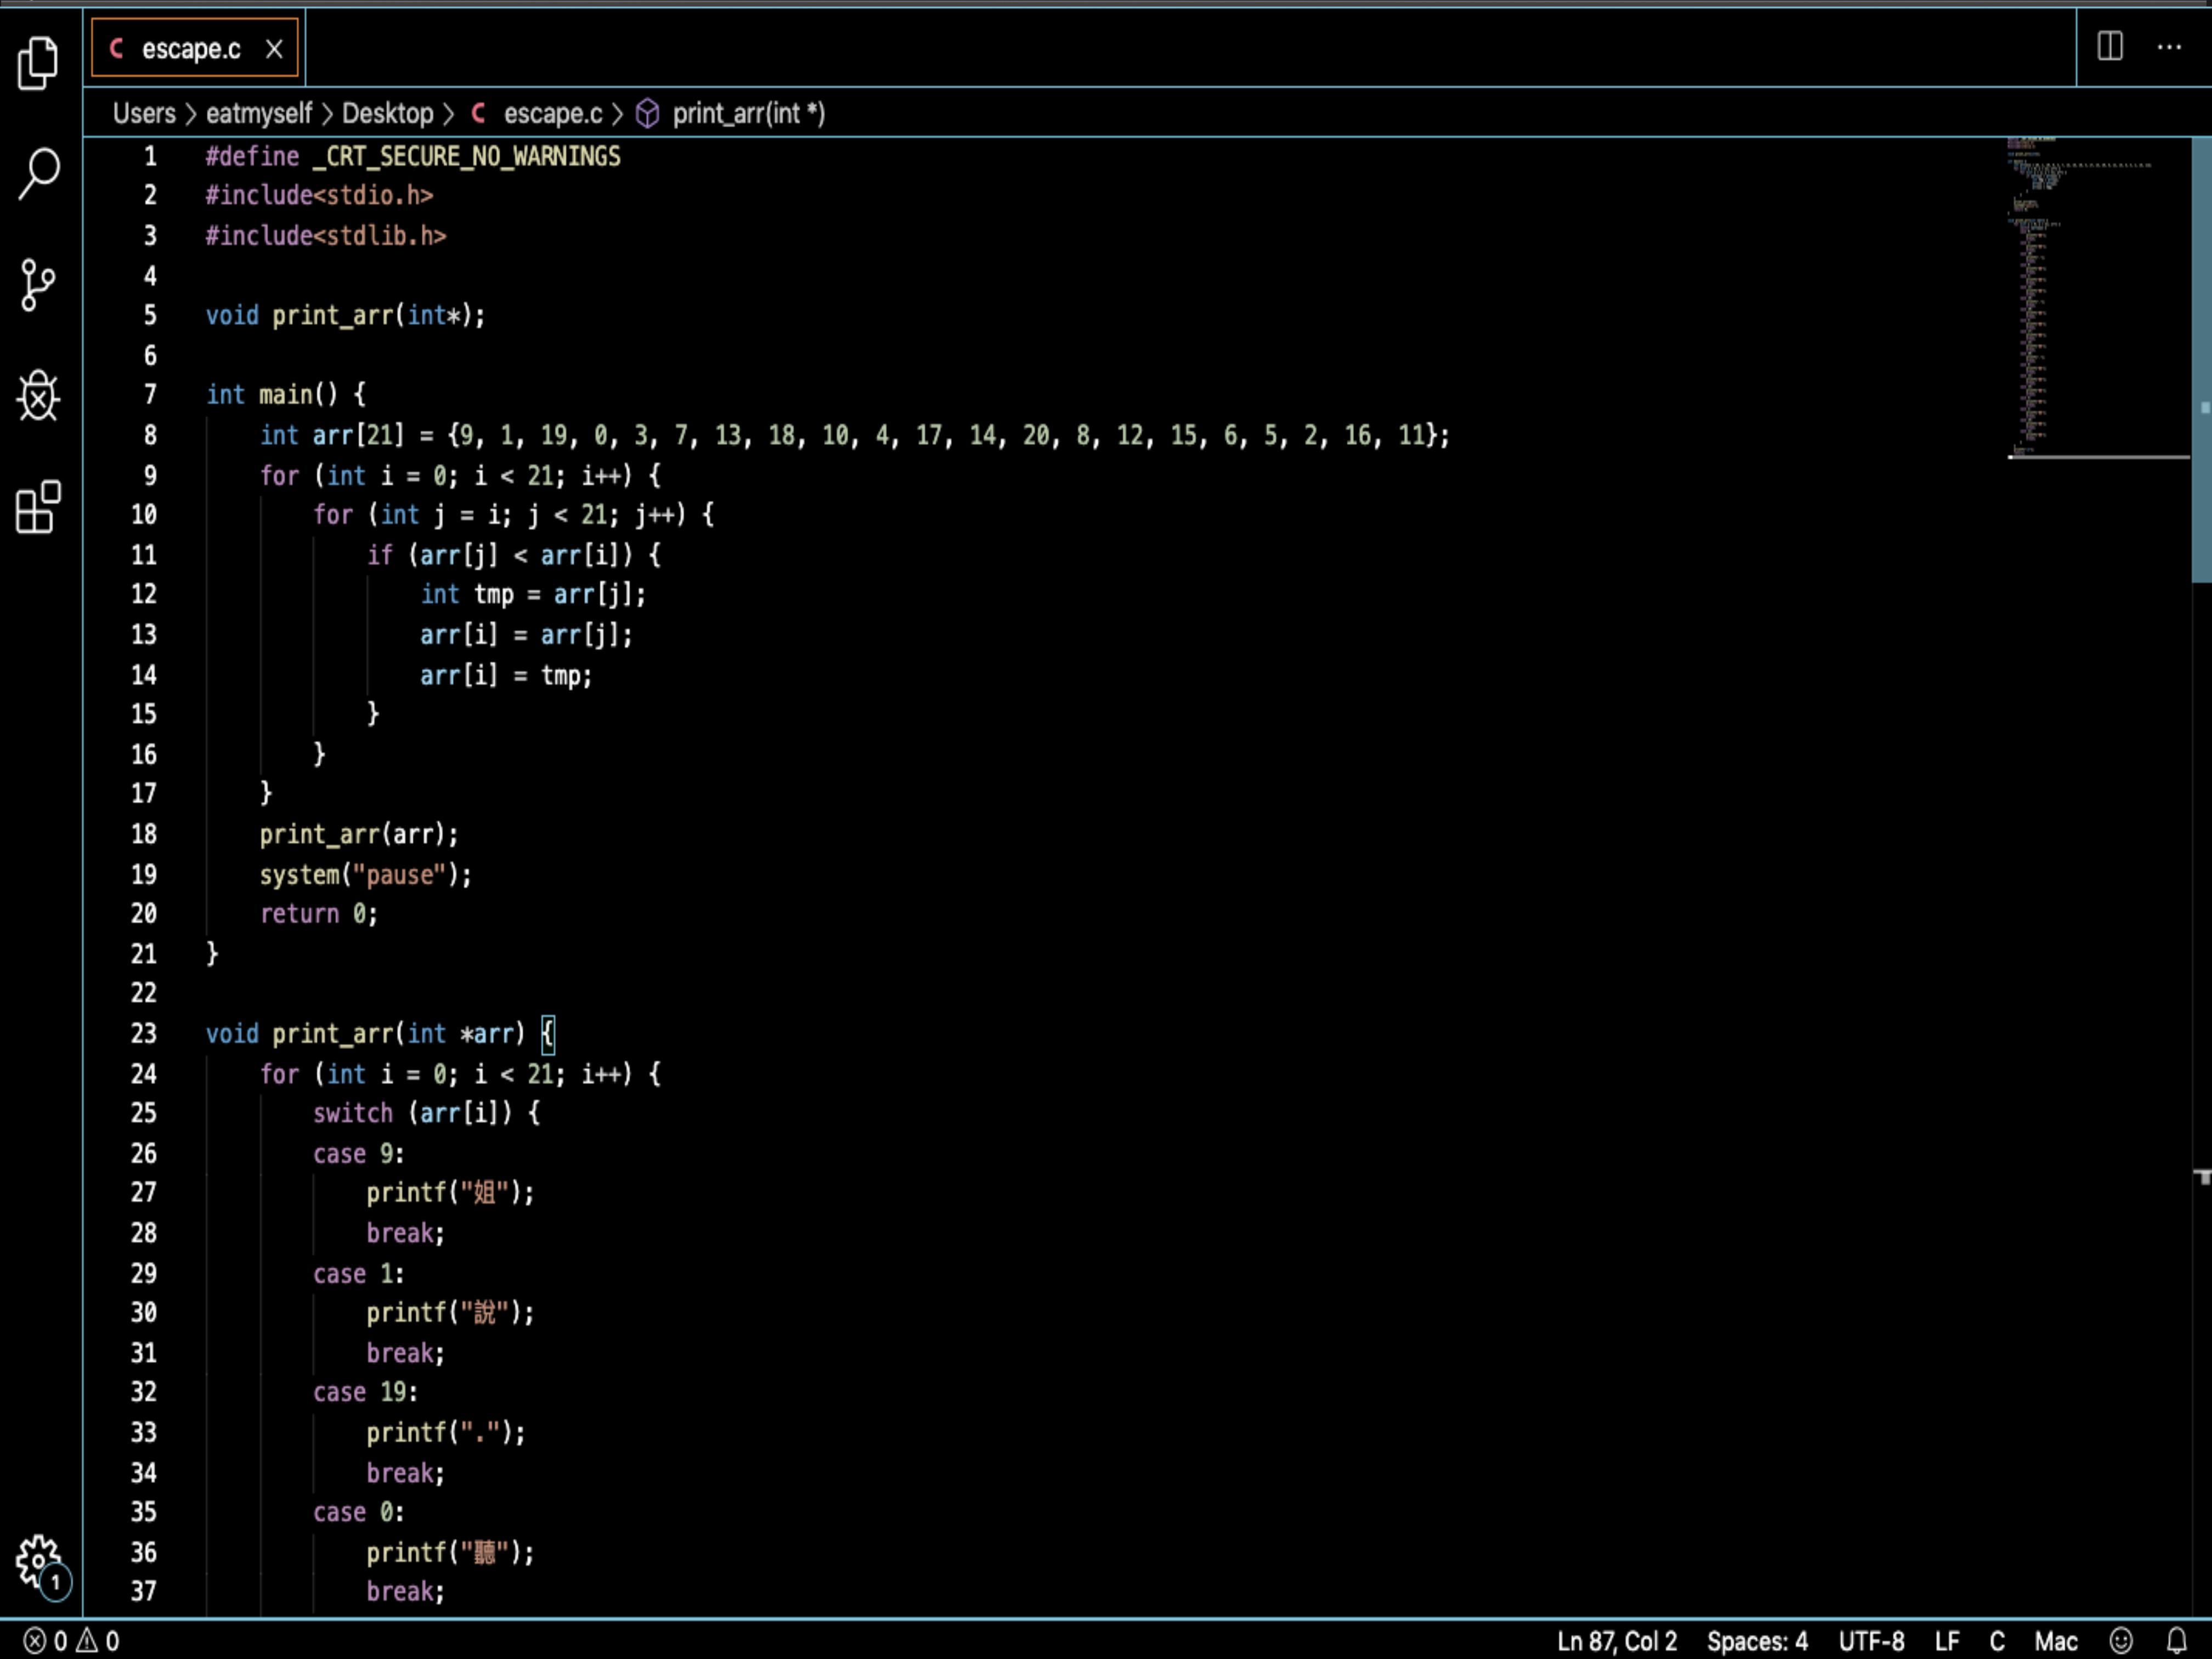 escape.c
Users > eatmyself > Desktop > C escape.c > print_arr(int *)
1 #define _CRT_SECURE_NO_WARNINGS
2 #include<stdio.h>
3 #include<stdlib.h>
4
5 void print_arr(int*);
6
7 int main() {
8 int arr[21] = {9, 1, 19, 0, 3, 7, 13, 18, 10, 4, 17, 14, 20, 8, 12, 15, 6, 5, 2, 16, 11};
9 for (int i = 0; i < 21; i++) {
10 for (int j = i; j < 21; j++) {
11 if (arr[j] < arr[i]) {
12 int tmp = arr[j];
13 arr[i] = arr[j];
14 arr[i] = tmp;
15 }
16 }
17 }
18 print_arr(arr);
19 system("pause");
20 return 0;
21 }
22
23 void print_arr(int *arr) {
24 for (int i = 0; i < 21; i++) {
25 switch (arr[i]) {
26 case 9:
27 printf("姐");
28 break;
29 case 1:
30 printf("說");
31 break;
32 case 19:
33 printf(".");
34 break;
35 case 0:
36 printf("聽");
37 break;
1
0 0 Ln 87, Col 2 Spaces: 4 UTF-8 LF C Mac